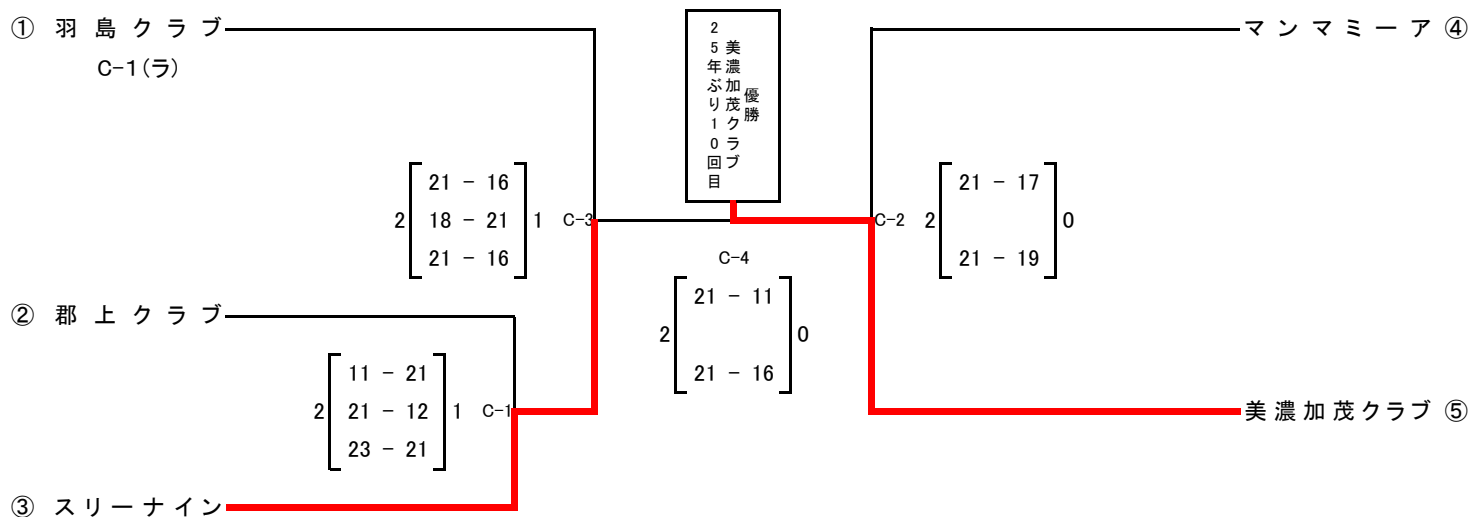 ① 羽島クラブ
C-1(ラ)
優勝
美濃加茂クラブ
25年ぶり10回目
マンマミーア ④
21 - 16
2 18 - 21 1 C-3
21 - 16
21 - 17
C-2 2 0
21 - 19
C-4
21 - 11
2 0
21 - 16
② 郡上クラブ
11 - 21
2 21 - 12 1 C-1
23 - 21
美濃加茂クラブ ⑤
③ スリーナイン